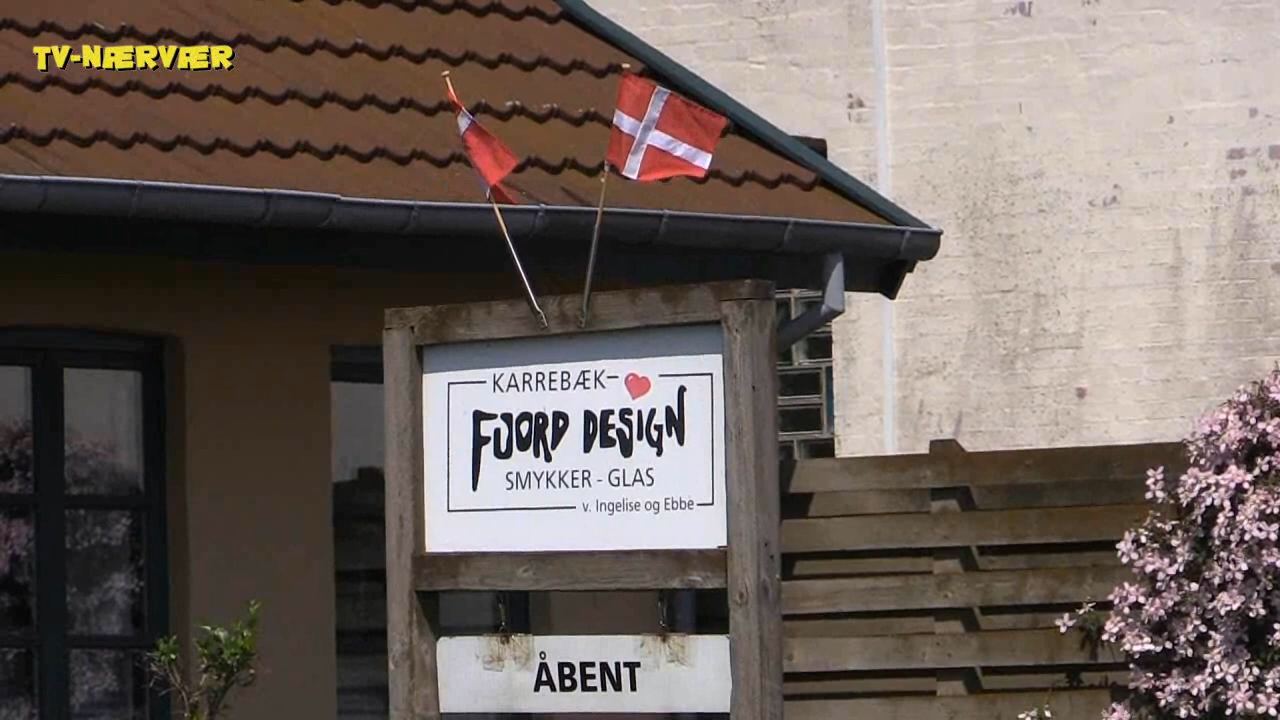 TV-NÆRVÆR
KARREBÆK
FJORD DESIGN
SMYKKER - GLAS
v. Ingelise og Ebbe
ÅBENT